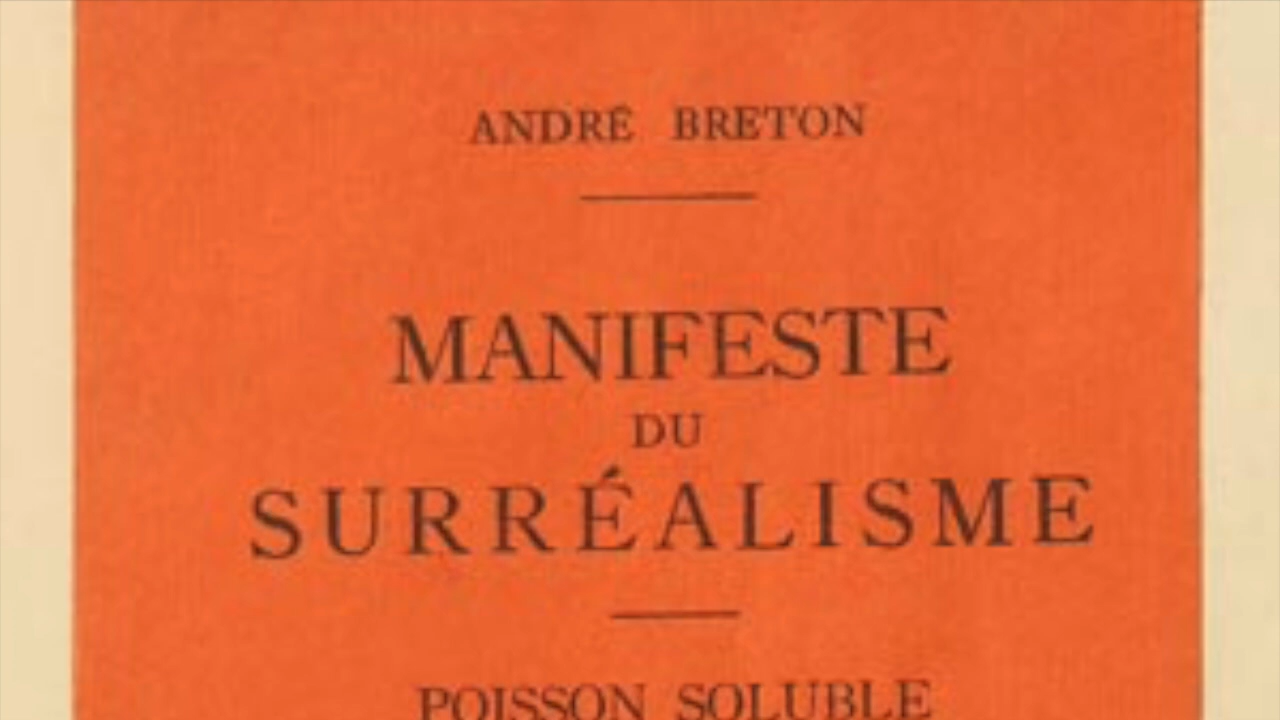 ANDRÉ BRETON
MANIFESTE
DU
SURRÉALISME
POISSON SOLUBLE